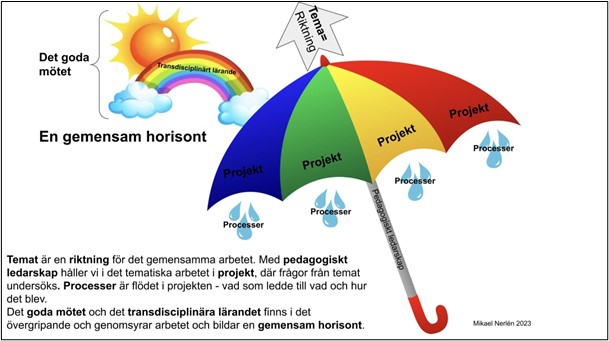 Det goda
mötet
Transdisciplinärt lärande
En gemensam horisont
Tema=
Riktning
Projekt
Projekt
Projekt
Projekt
Processer
Processer
Processer
Processer
Pedagogiskt ledarskap
Temat är en riktning för det gemensamma arbetet. Med pedagogiskt
ledarskap håller vi i det tematiska arbetet i projekt, där frågor från temat
undersöks. Processer är flödet i projekten - vad som ledde till vad och hur
det blev.
Det goda mötet och det transdisciplinära lärandet finns i det
övergripande och genomsyrar arbetet och bildar en gemensam horisont.
Mikael Nerlén 2023